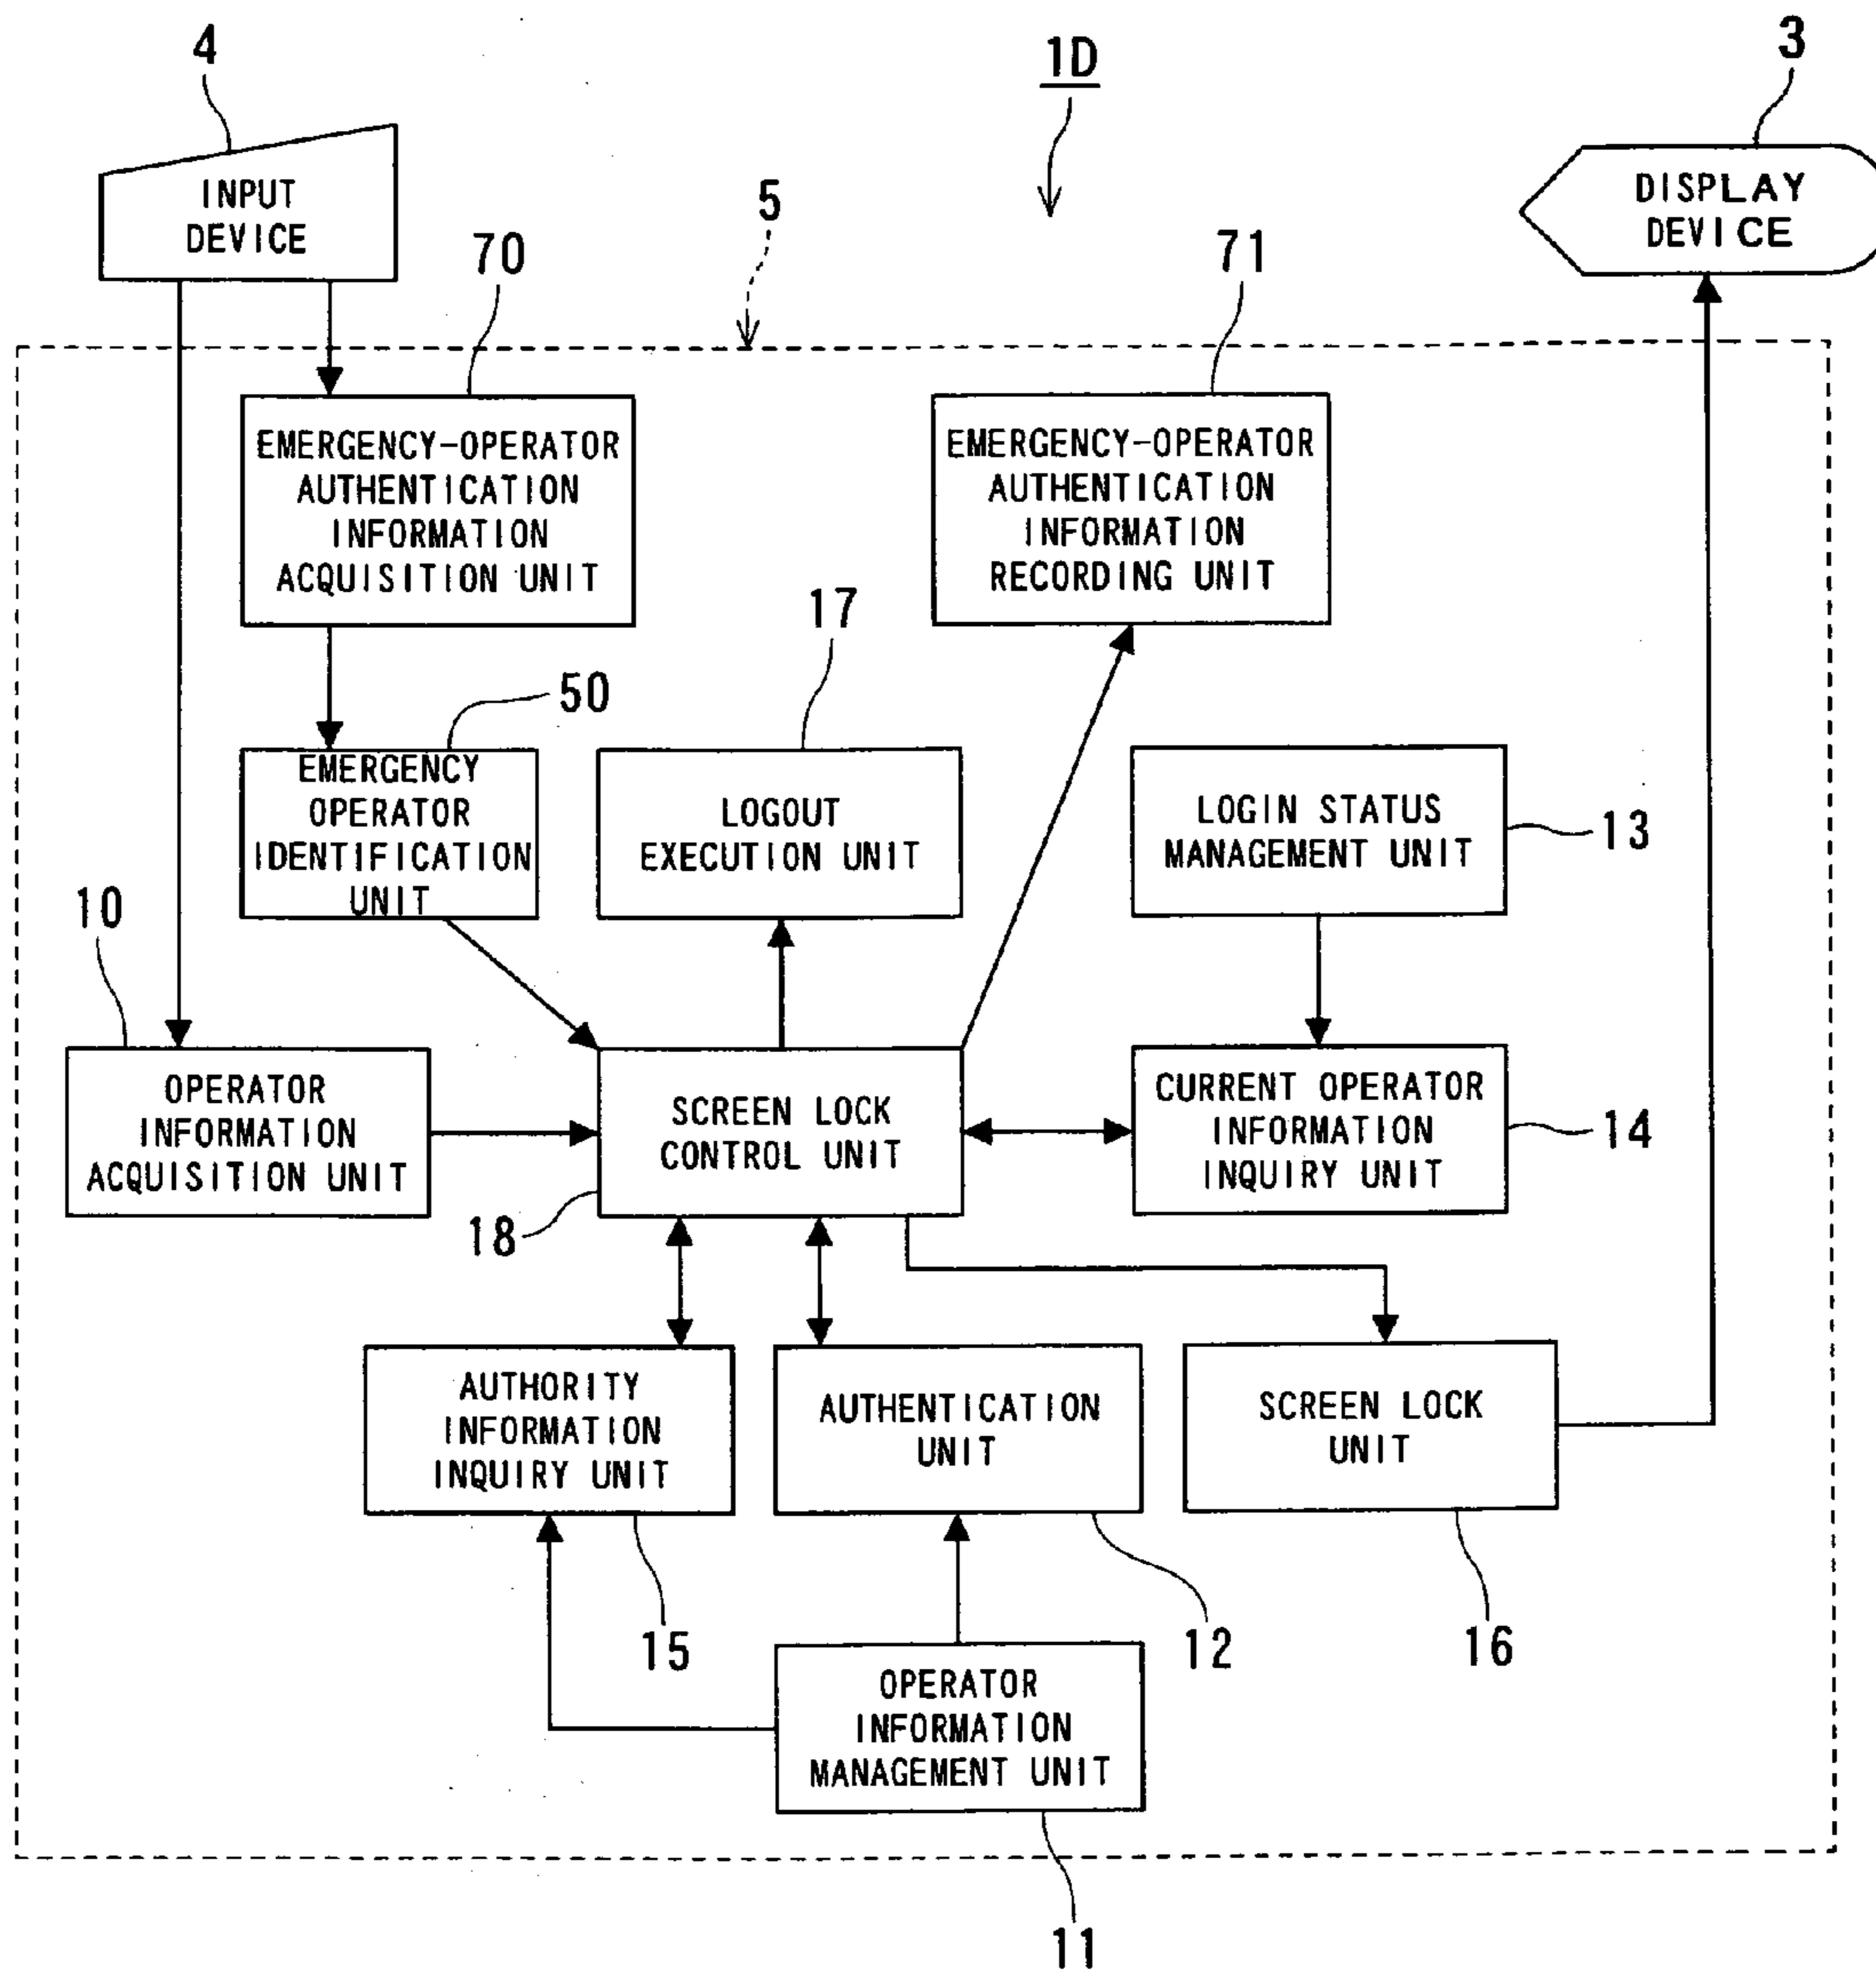 4
1D
3
INPUT
DEVICE
DISPLAY
DEVICE
5
70
71
EMERGENCY-OPERATOR
AUTHENTICATION
INFORMATION
ACQUISITION UNIT
EMERGENCY-OPERATOR
AUTHENTICATION
INFORMATION
RECORDING UNIT
17
50
EMERGENCY
OPERATOR
IDENTIFICATION
UNIT
LOGOUT
EXECUTION UNIT
LOGIN STATUS
MANAGEMENT UNIT
13
10
OPERATOR
INFORMATION
ACQUISITION UNIT
SCREEN LOCK
CONTROL UNIT
CURRENT OPERATOR
INFORMATION
INQUIRY UNIT
14
18
AUTHORITY
INFORMATION
INQUIRY UNIT
AUTHENTICATION
UNIT
SCREEN LOCK
UNIT
15
12
16
OPERATOR
INFORMATION
MANAGEMENT UNIT
11